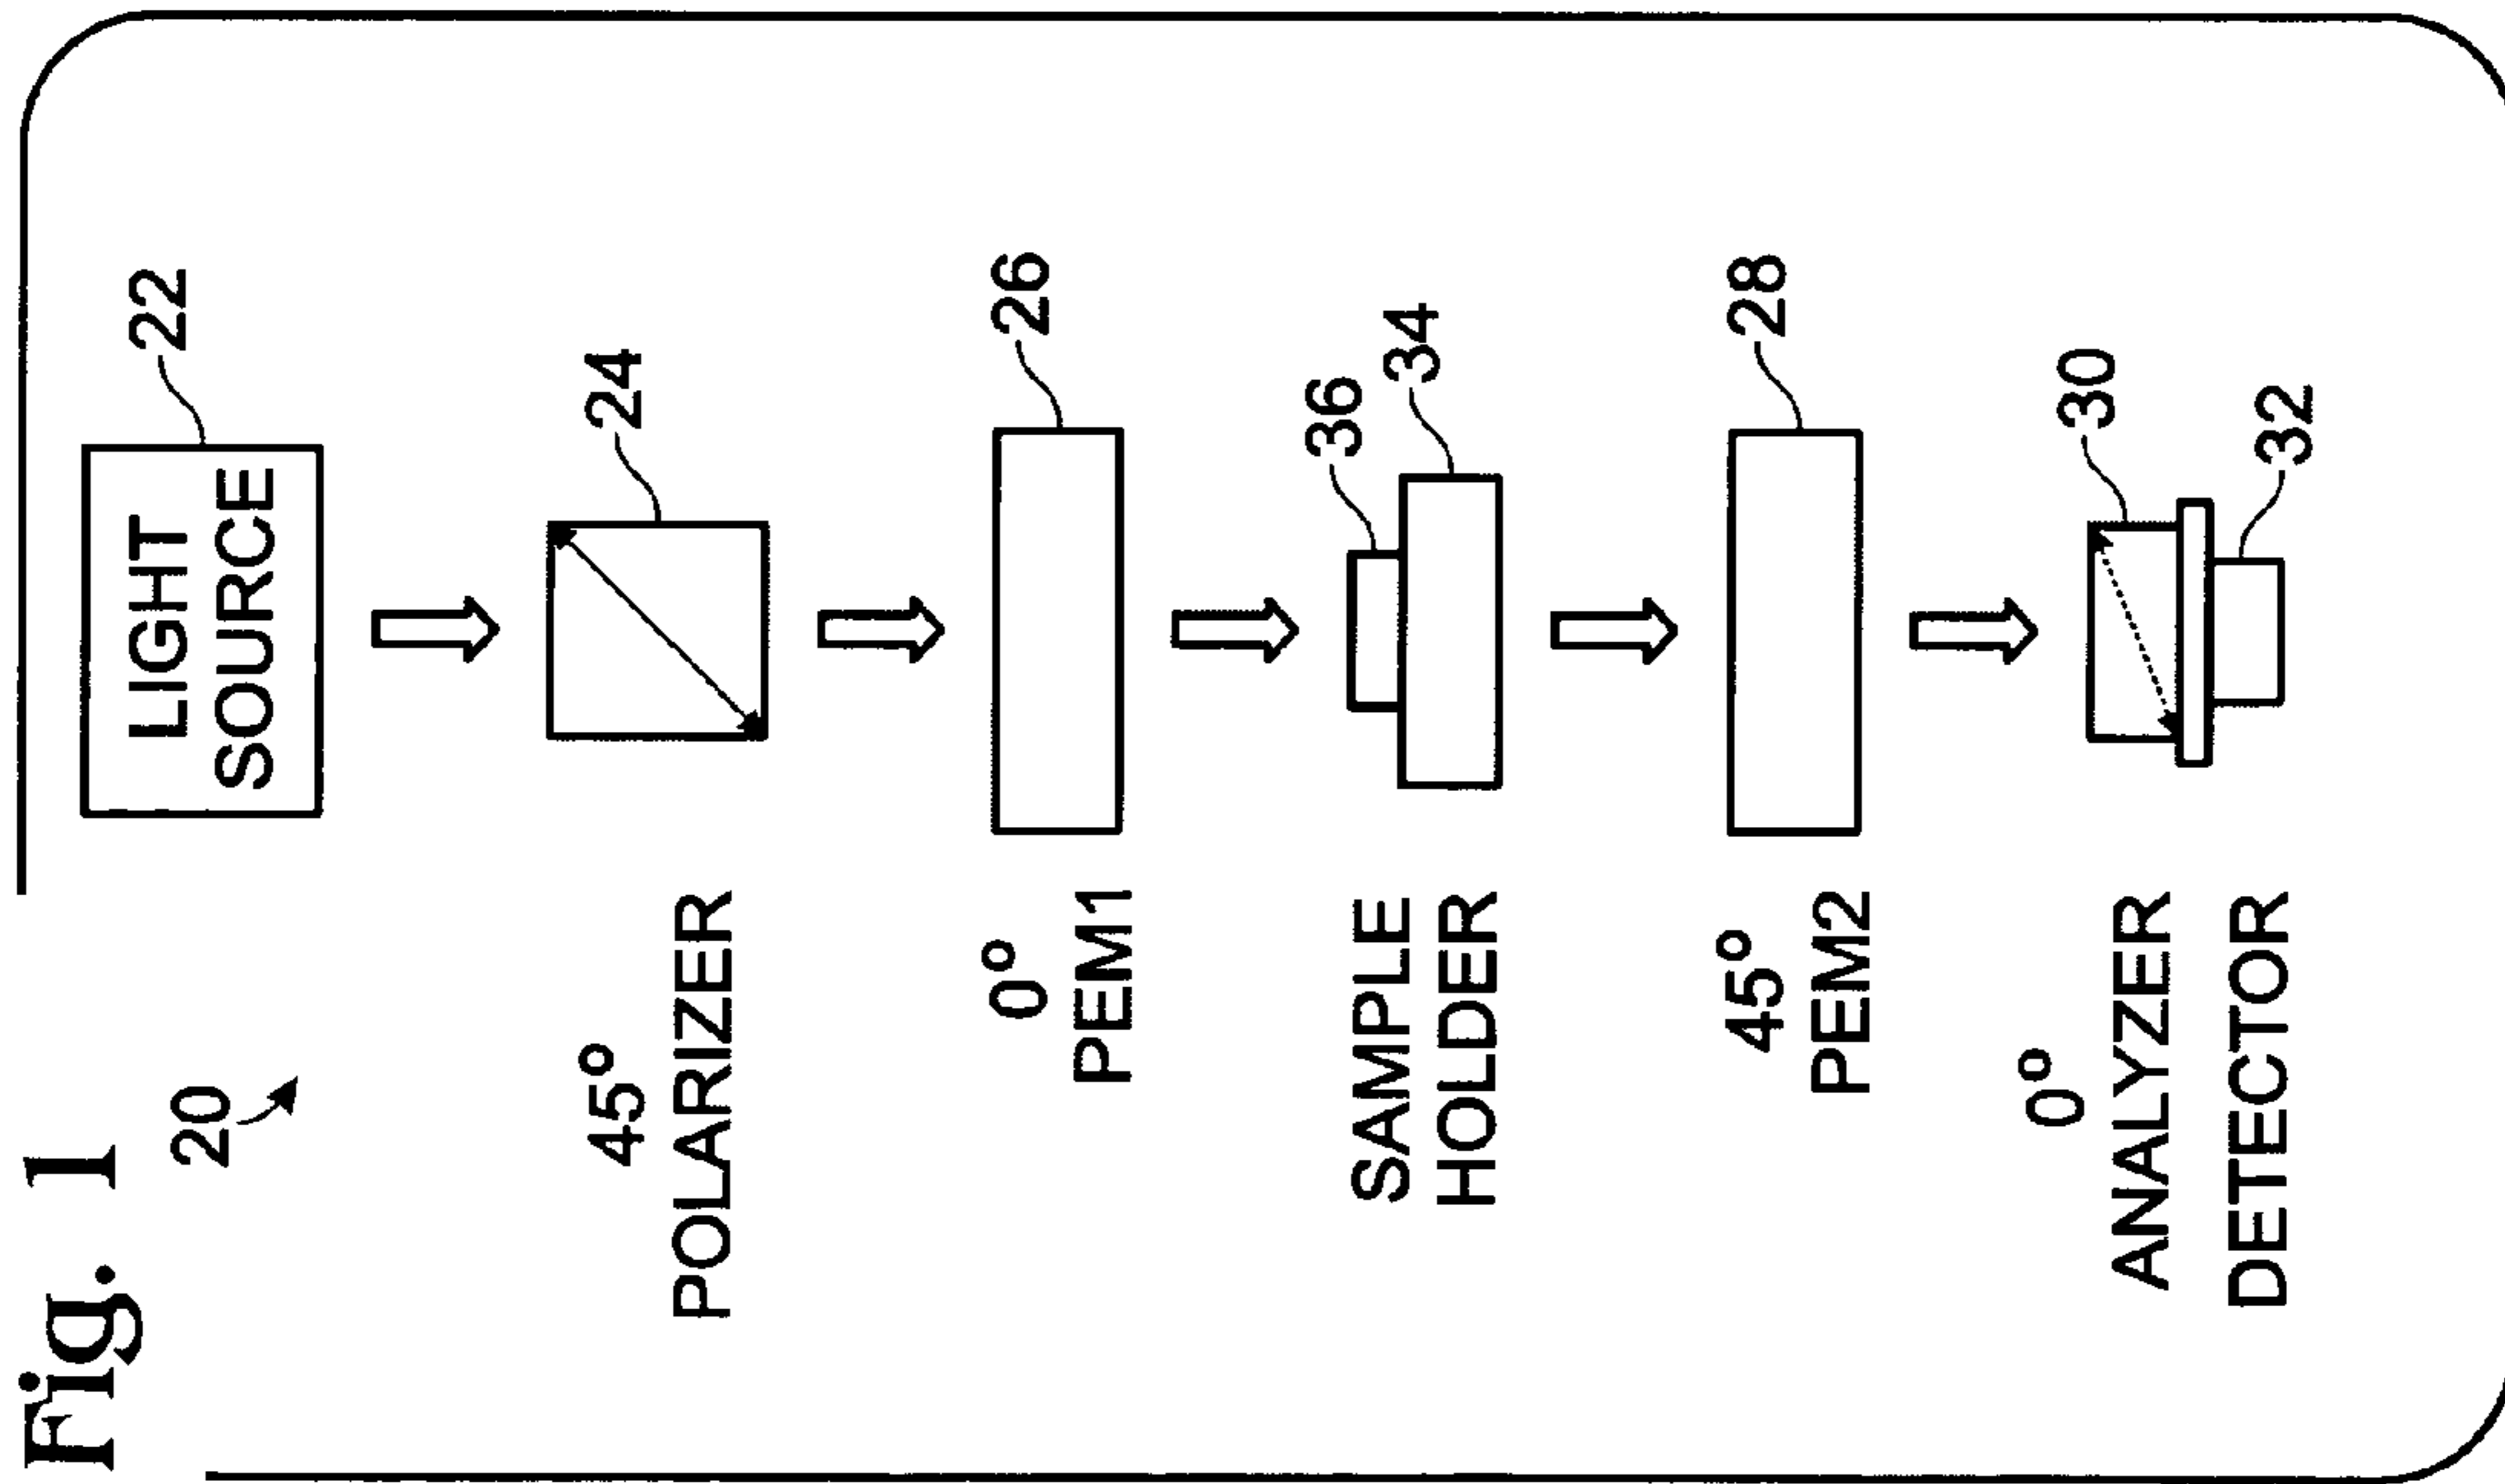 Fig. 1
20
LIGHT
SOURCE
22
45°
POLARIZER
24
0°
PEM1
26
SAMPLE
HOLDER
36
34
45°
PEM2
28
0°
ANALYZER
30
DETECTOR
32